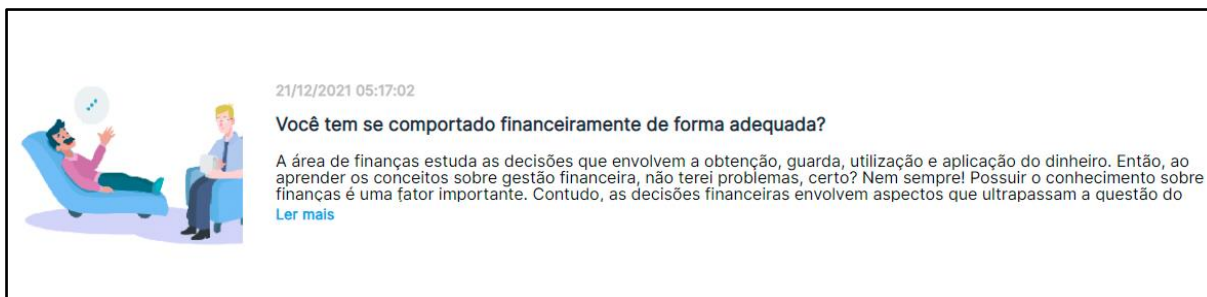 21/12/2021 05:17:02
Você tem se comportado financeiramente de forma adequada?
A área de finanças estuda as decisões que envolvem a obtenção, guarda, utilização e aplicação do dinheiro. Então, ao
aprender os conceitos sobre gestão financeira, não terei problemas, certo? Nem sempre! Possuir o conhecimento sobre
finanças é uma fator importante. Contudo, as decisões financeiras envolvem aspectos que ultrapassam a questão do
Ler mais